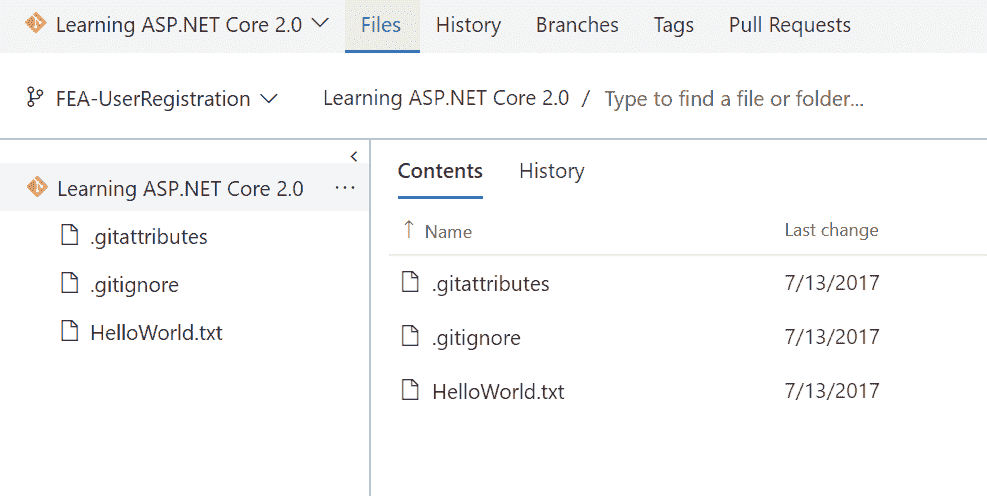 Learning ASP.NET Core 2.0 Files History Branches Tags Pull Requests
FEA-UserRegistration Learning ASP.NET Core 2.0 / Type to find a file or folder...
Learning ASP.NET Core 2.0 ...
.gitattributes
.gitignore
HelloWorld.txt
Contents History
Name Last change
.gitattributes 7/13/2017
.gitignore 7/13/2017
HelloWorld.txt 7/13/2017